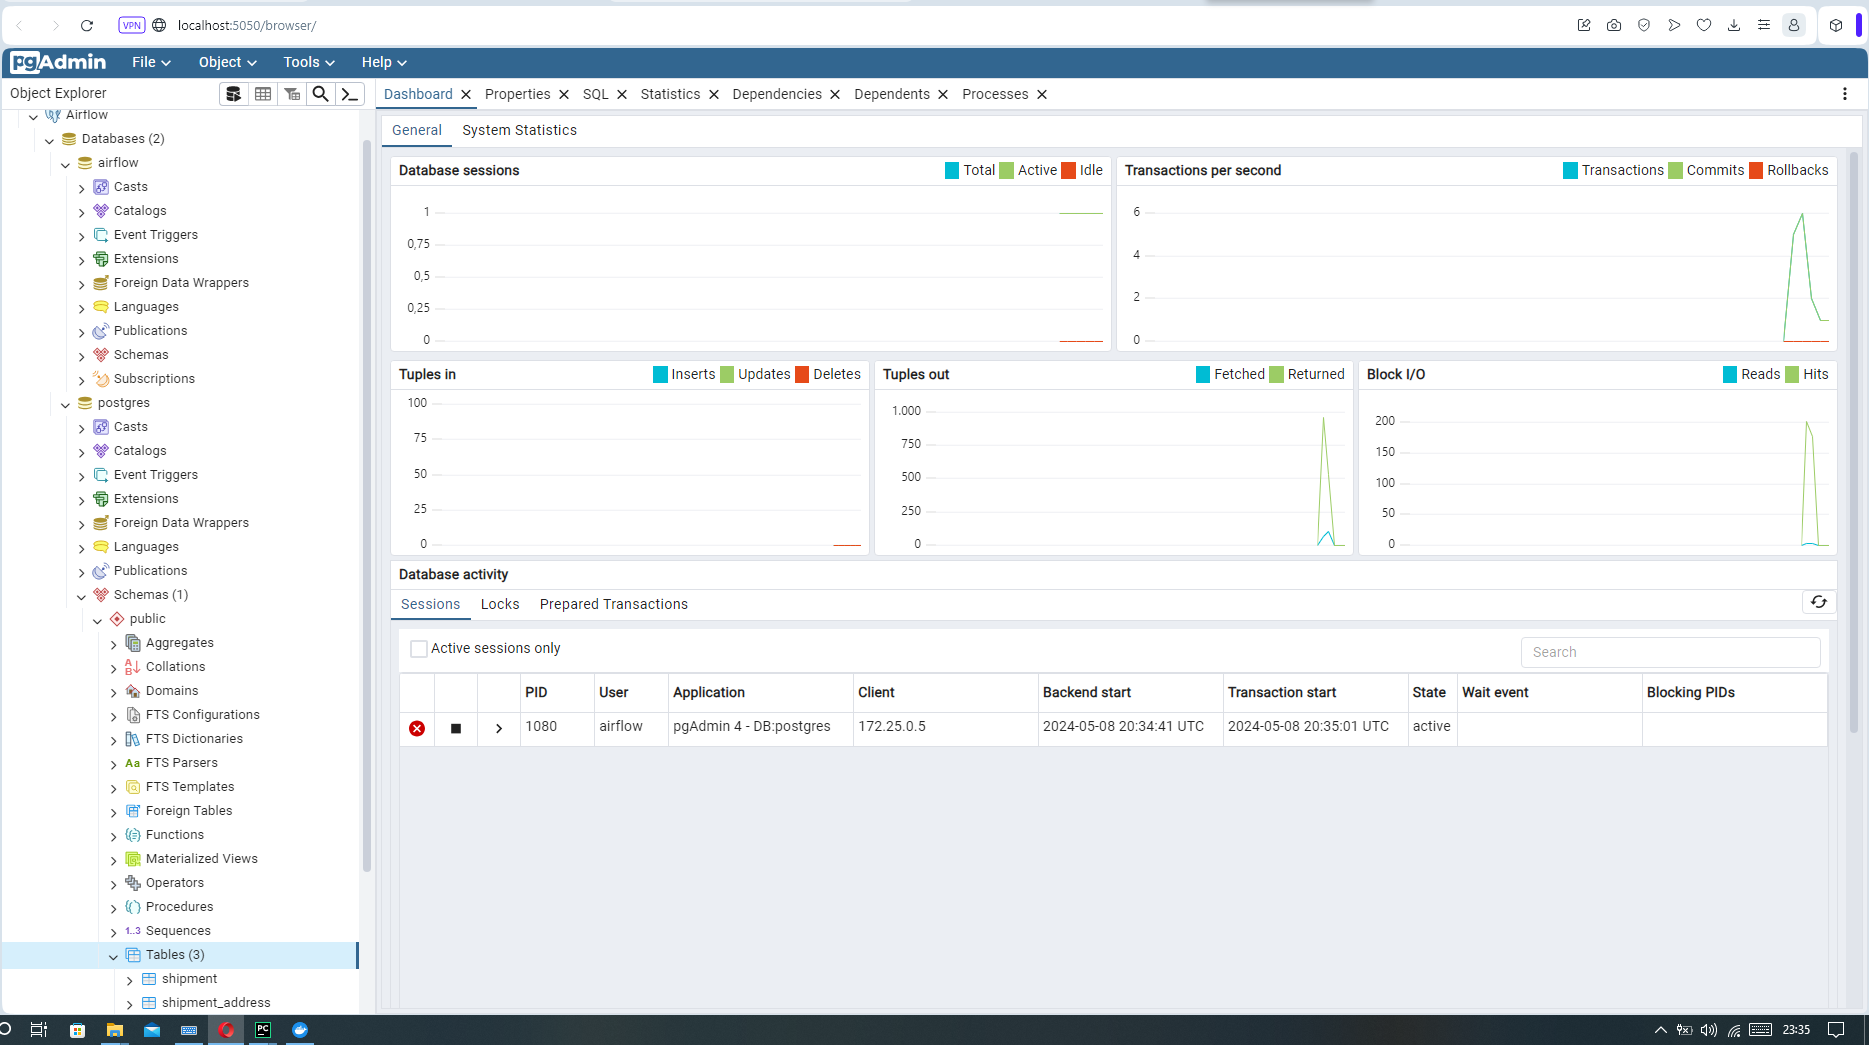 VPN localhost:5050/browser/
pgAdmin File Object Tools Help
Object Explorer
Dashboard Properties SQL Statistics Dependencies Dependents Processes
Airflow
Databases (2)
airflow
Casts
Catalogs
Event Triggers
Extensions
Foreign Data Wrappers
Languages
Publications
Schemas
Subscriptions
postgres
Casts
Catalogs
Event Triggers
Extensions
Foreign Data Wrappers
Languages
Publications
Schemas (1)
public
Aggregates
Collations
Domains
FTS Configurations
FTS Dictionaries
Aa FTS Parsers
FTS Templates
Foreign Tables
Functions
Materialized Views
Operators
Procedures
1..3 Sequences
Tables (3)
shipment
shipment_address
General System Statistics
Database sessions Total Active Idle
1
0,75
0,5
0,25
0
Transactions per second Transactions Commits Rollbacks
6
4
2
0
Tuples in Inserts Updates Deletes
100
75
50
25
0
Tuples out Fetched Returned
1.000
750
500
250
0
Block I/O Reads Hits
200
150
100
50
0
Database activity
Sessions Locks Prepared Transactions
Active sessions only Search
PID User Application Client Backend start Transaction start State Wait event Blocking PIDs
1080 airflow pgAdmin 4 - DB:postgres 172.25.0.5 2024-05-08 20:34:41 UTC 2024-05-08 20:35:01 UTC active
PC 23:35